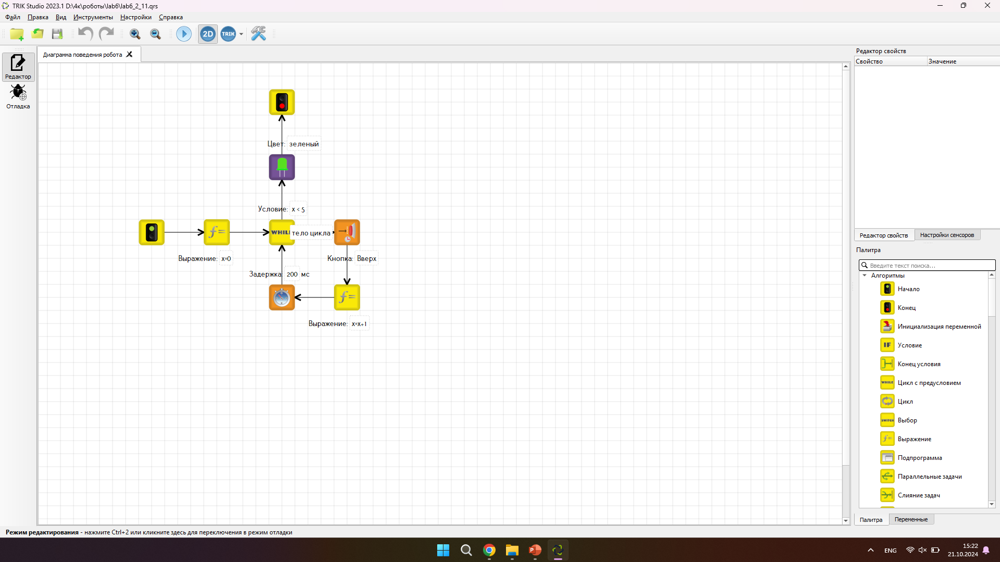 TRIK Studio 2023.1 D:\4к\роботы\lab6\lab6_2_11.qrs
Файл Правка Вид Инструменты Настройки Справка
2D TRIK
Редактор
Отладка
Диаграмма поведения робота
Цвет: зеленый
Условие: x < 5
WHILE тело цикла
Выражение: x=0
Кнопка: Вверх
Задержка: 200 мс
Выражение: x=x+1
Редактор свойств
Свойство Значение
Редактор свойств Настройки сенсоров
Палитра
Введите текст поиска...
Алгоритмы
Начало
Конец
Инициализация переменной
IF Условие
Конец условия
WHILE Цикл с предусловием
Цикл
SWITCH Выбор
Выражение
Подпрограмма
Параллельные задачи
Слияние задач
Палитра Переменные
Режим редактирования - нажмите Ctrl+2 или кликните здесь для переключения в режим отладки
ENG
15:22
21.10.2024